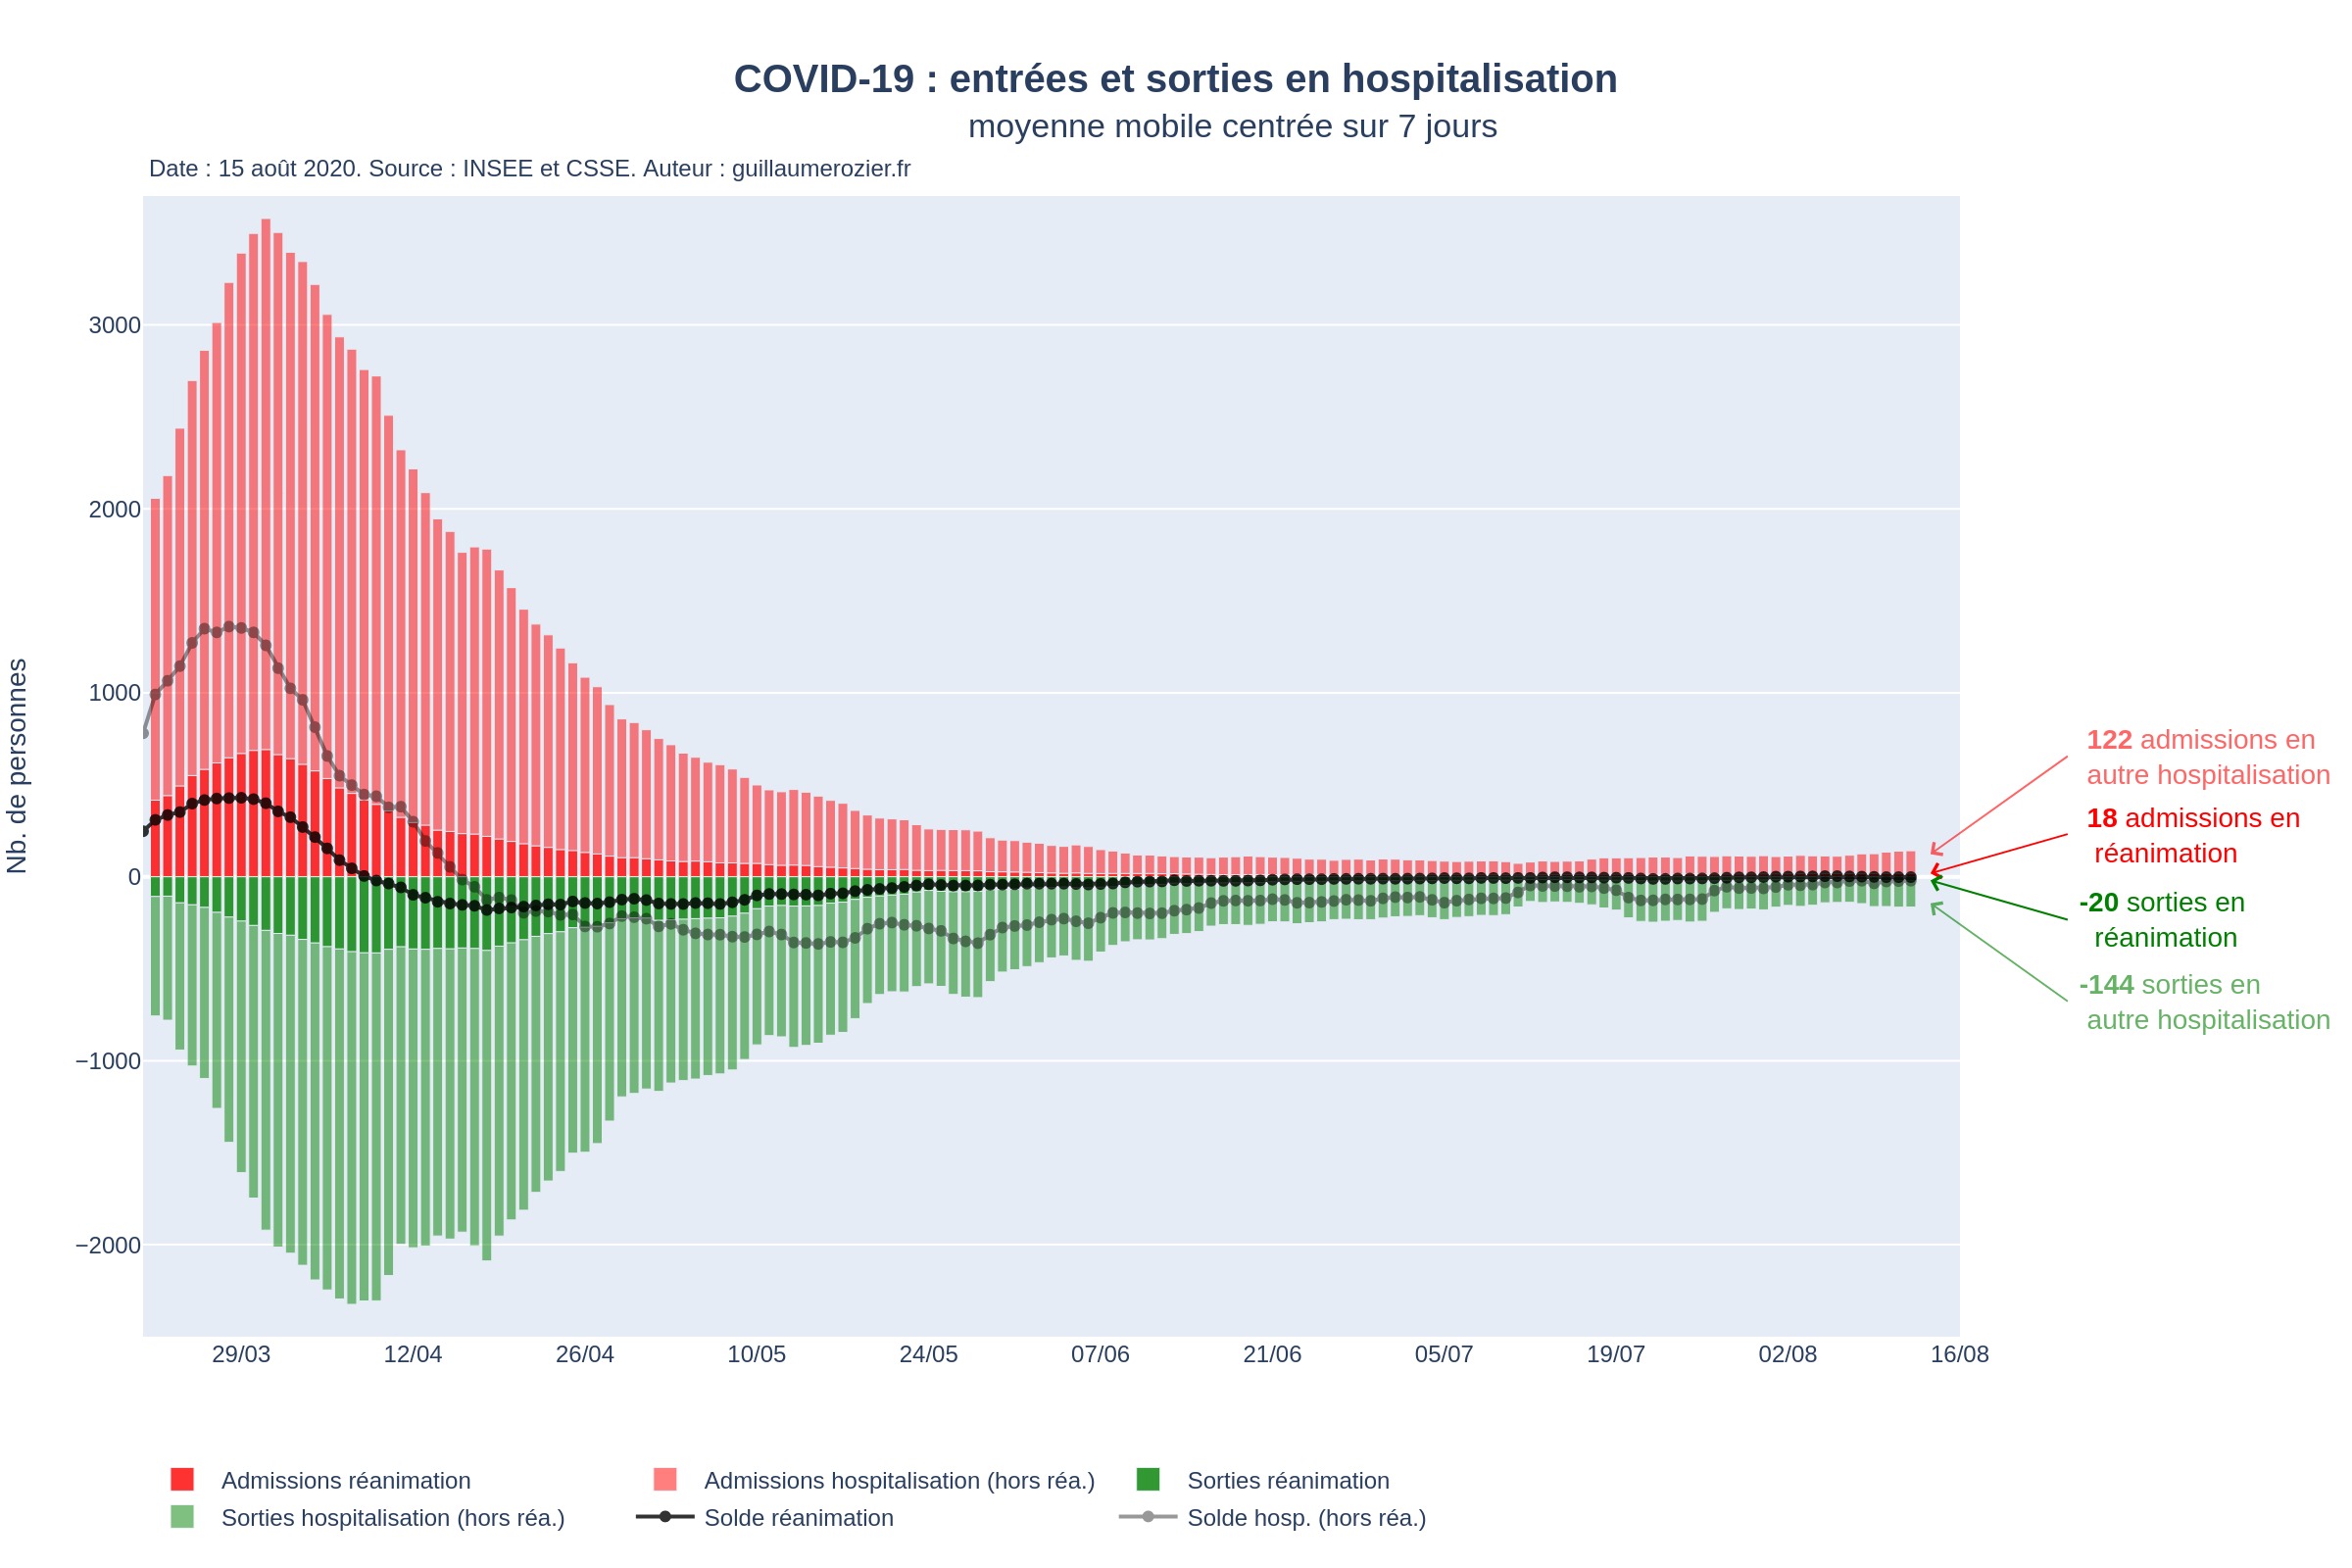 COVID-19 : entrées et sorties en hospitalisation
moyenne mobile centrée sur 7 jours
Date : 15 août 2020. Source : INSEE et CSSE. Auteur : guillaumerozier.fr
Nb. de personnes
3000
2000
1000
0
−1000
−2000
29/03
12/04
26/04
10/05
24/05
07/06
21/06
05/07
19/07
02/08
16/08
122 admissions en
autre hospitalisation
18 admissions en
réanimation
-20 sorties en
réanimation
-144 sorties en
autre hospitalisation
Admissions réanimation
Admissions hospitalisation (hors réa.)
Sorties réanimation
Sorties hospitalisation (hors réa.)
Solde réanimation
Solde hosp. (hors réa.)